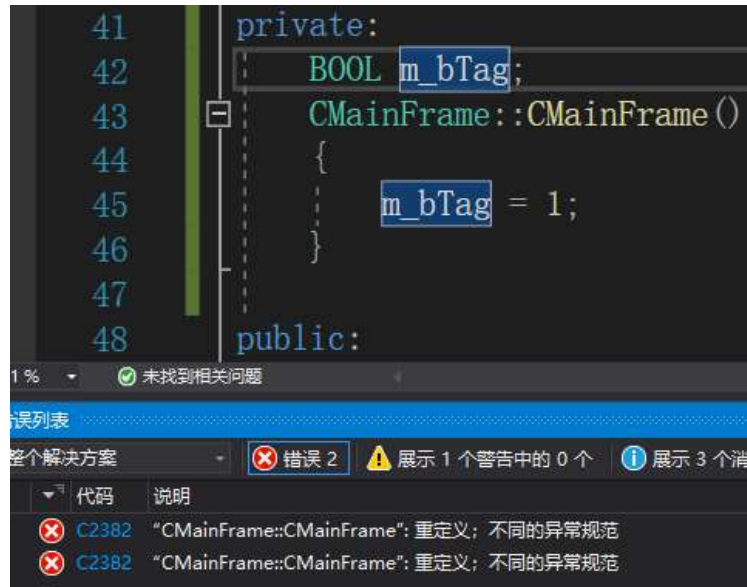 41 private:
42 BOOL m_bTag;
43 CMainFrame::CMainFrame()
44 {
45 m_bTag = 1;
46 }
47
48 public:
1 % 未找到相关问题
错误列表
整个解决方案 错误 2 展示 1 个警告中的 0 个 展示 3 个消
代码 说明
C2382 “CMainFrame::CMainFrame”: 重定义；不同的异常规范
C2382 “CMainFrame::CMainFrame”: 重定义；不同的异常规范